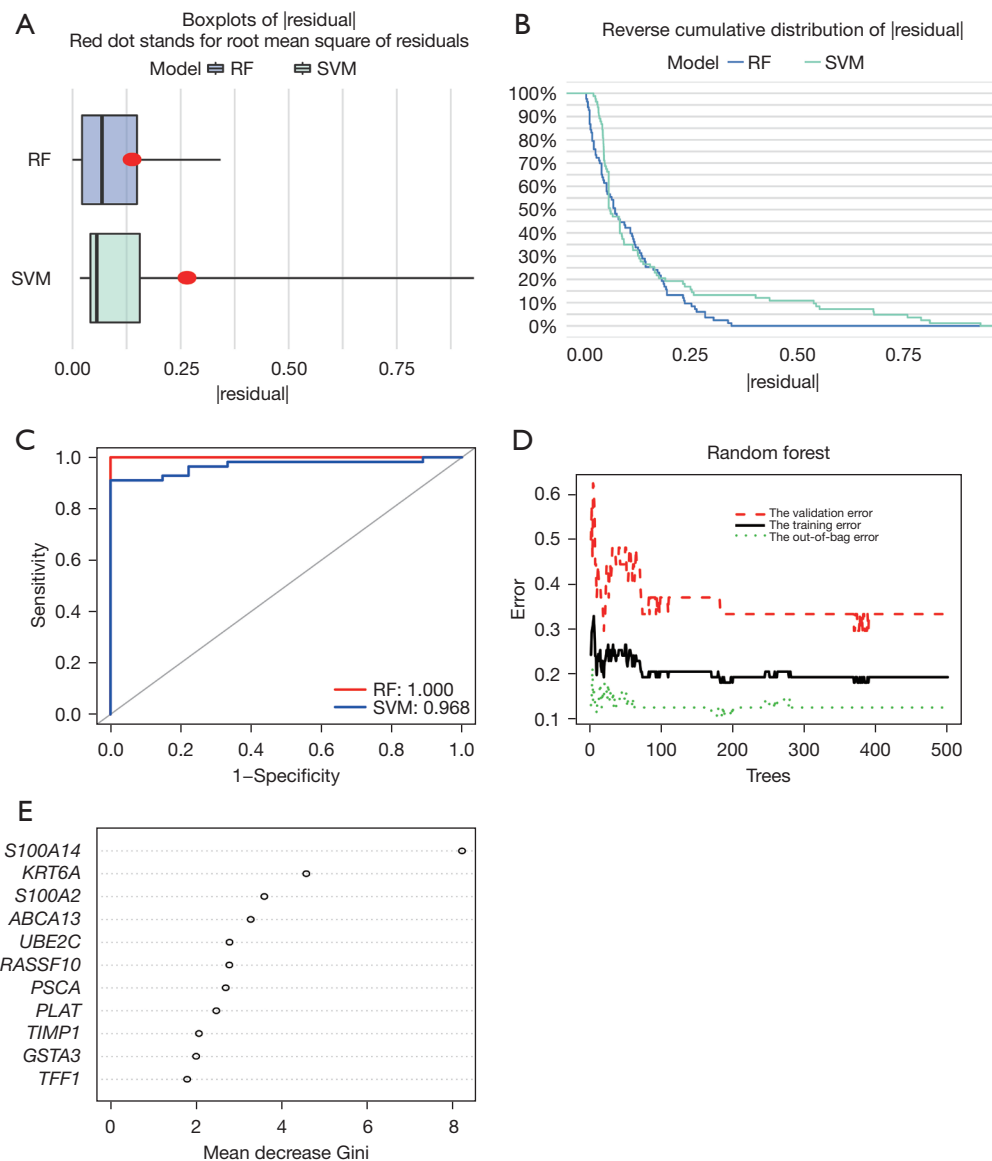 A
Boxplots of |residual|
Red dot stands for root mean square of residuals
Model RF SVM
RF
SVM
0.00 0.25 0.50 0.75
|residual|
B
Reverse cumulative distribution of |residual|
Model RF SVM
100%
90%
80%
70%
60%
50%
40%
30%
20%
10%
0%
0.00 0.25 0.50 0.75
|residual|
C
Sensitivity
1.0
0.8
0.6
0.4
0.2
0.0
RF: 1.000
SVM: 0.968
0.0 0.2 0.4 0.6 0.8 1.0
1−Specificity
D
Random forest
Error
0.6
0.5
0.4
0.3
0.2
0.1
The validation error
The training error
The out-of-bag error
0 100 200 300 400 500
Trees
E
S100A14
KRT6A
S100A2
ABCA13
UBE2C
RASSF10
PSCA
PLAT
TIMP1
GSTA3
TFF1
0 2 4 6 8
Mean decrease Gini